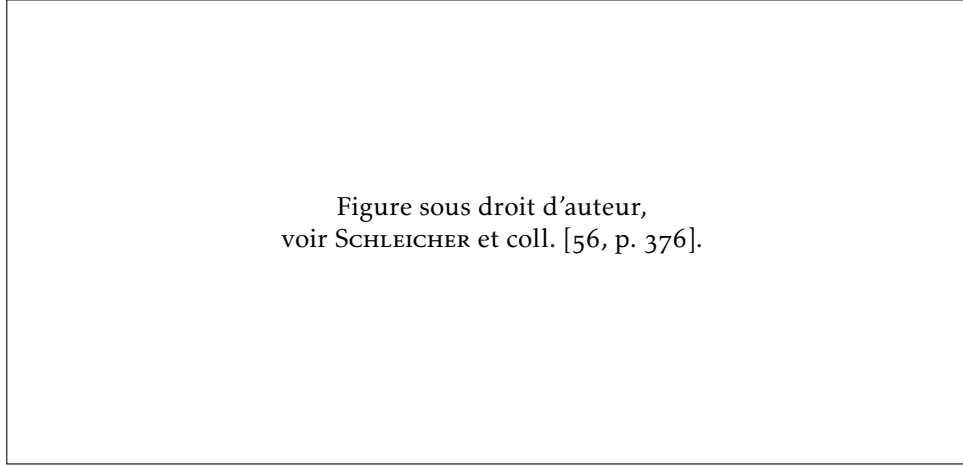 Figure sous droit d'auteur,
voir Schleicher et coll. [56, p. 376].